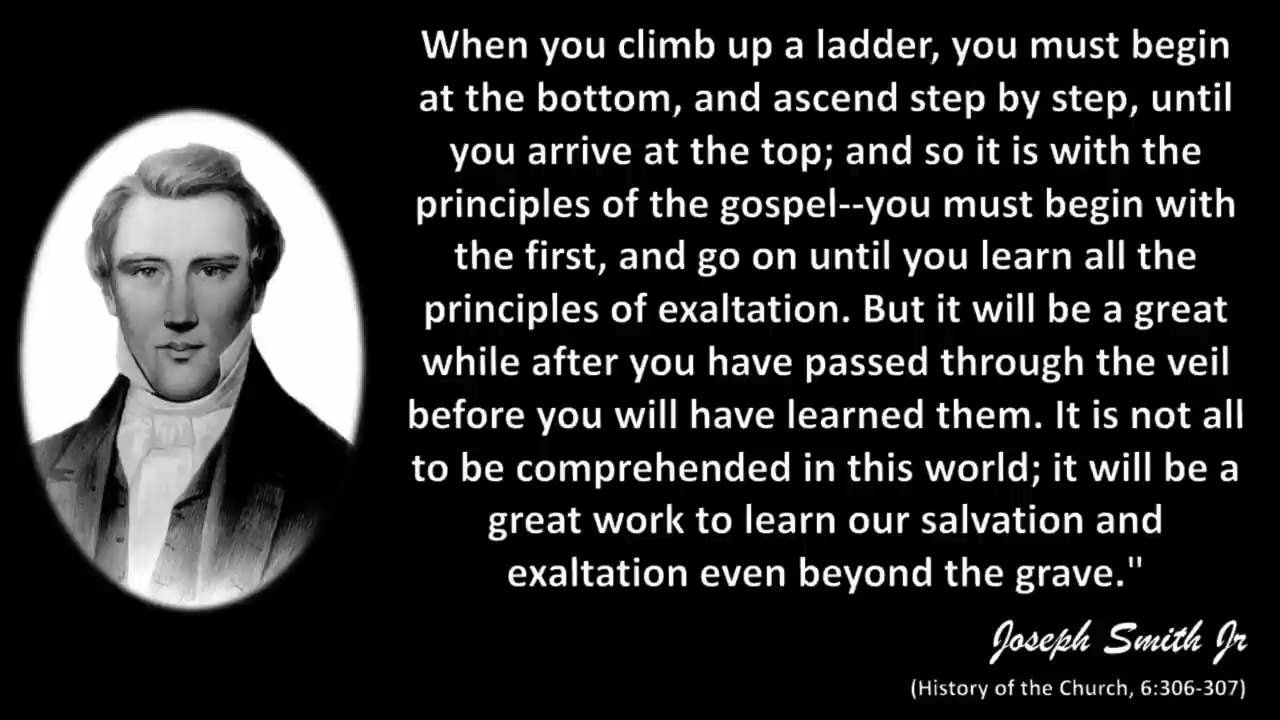 When you climb up a ladder, you must begin
at the bottom, and ascend step by step, until
you arrive at the top; and so it is with the
principles of the gospel--you must begin with
the first, and go on until you learn all the
principles of exaltation. But it will be a great
while after you have passed through the veil
before you will have learned them. It is not all
to be comprehended in this world; it will be a
great work to learn our salvation and
exaltation even beyond the grave."
Joseph Smith Jr
(History of the Church, 6:306-307)